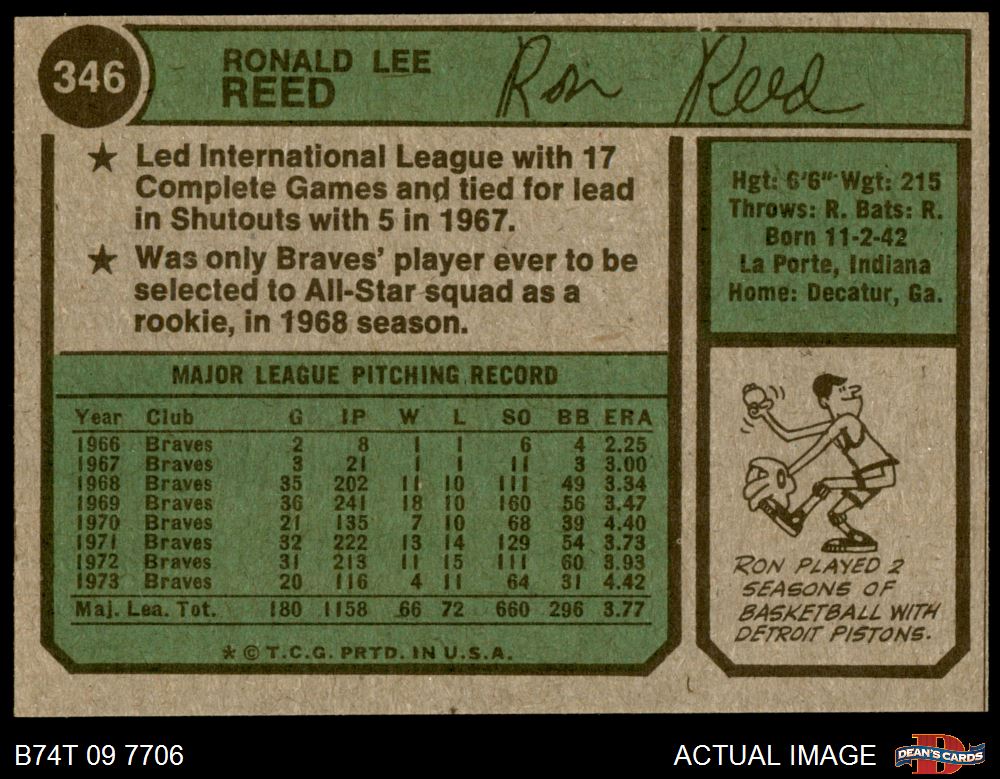 346
RONALD LEE
REED
Ron Reed
★ Led International League with 17
Complete Games and tied for lead
in Shutouts with 5 in 1967.
★ Was only Braves' player ever to be
selected to All-Star squad as a
rookie, in 1968 season.
Hgt: 6'6" Wgt: 215
Throws: R. Bats: R.
Born 11-2-42
La Porte, Indiana
Home: Decatur, Ga.
MAJOR LEAGUE PITCHING RECORD
Year Club G IP W L SO BB ERA
1966 Braves 2 8 1 1 6 4 2.25
1967 Braves 3 21 1 1 11 3 3.00
1968 Braves 35 202 11 10 111 49 3.34
1969 Braves 36 241 18 10 160 56 3.47
1970 Braves 21 135 7 10 68 39 4.40
1971 Braves 32 222 13 14 129 54 3.73
1972 Braves 31 213 11 15 111 60 3.93
1973 Braves 20 116 4 11 64 31 4.42
Maj. Lea. Tot. 180 1158 66 72 660 296 3.77
* © T.C.G. PRTD. IN U.S.A.
RON PLAYED 2
SEASONS OF
BASKETBALL WITH
DETROIT PISTONS.
B74T 09 7706
ACTUAL IMAGE
DEAN'S CARDS